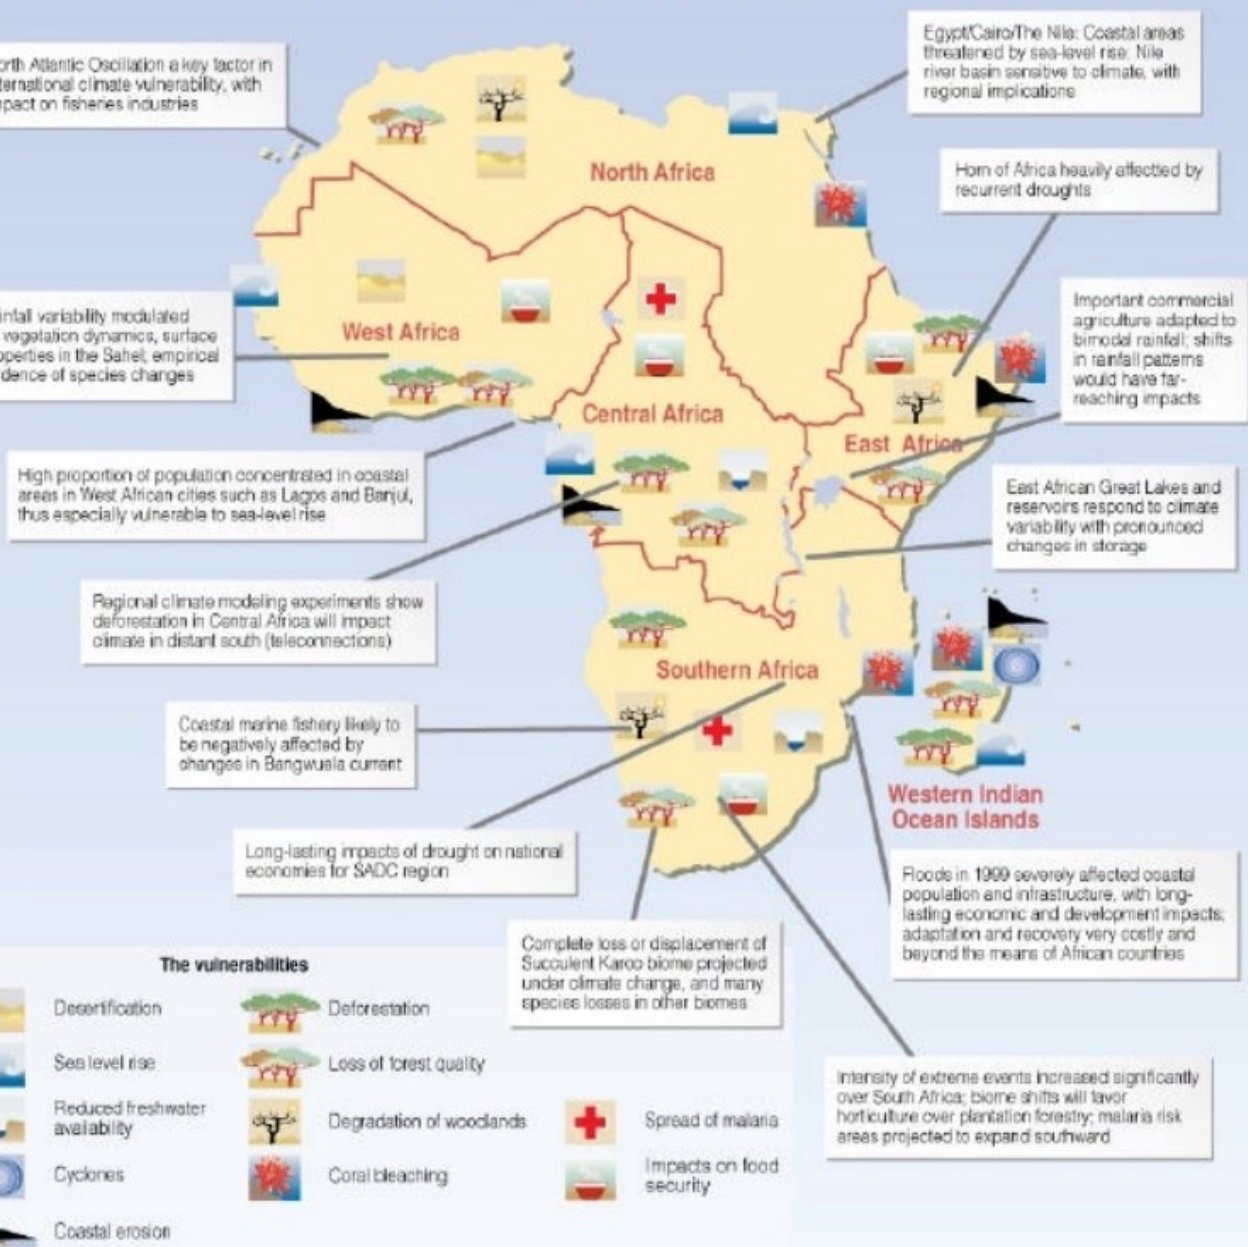 orth Atlantic Oscillation a key factor in
ternational climate vulnerability, with
pact on fisheries industries
Egypt/Cairo/The Nile: Coastal areas
threatened by sea-level rise: Nile
river basin sensitive to climate, with
regional implications
Horn of Africa heavily affectted by
recurrent droughts
North Africa
Important commercial
agriculture adapted to
bimodal rainfall; shifts
in rainfall patterns
would have far-
reaching impacts
infall variability modulated
vegetation dynamics, surface
operties in the Sahel; empirical
dence of species changes
West Africa
Central Africa
East Africa
High proportion of population concentrated in coastal
areas in West African cities such as Lagos and Banjul,
thus especially vulnerable to sea-level rise
East African Great Lakes and
reservoirs respond to climate
variability with pronounced
changes in storage
Regional climate modeling experiments show
deforestation in Central Africa will impact
climate in distant south (teleconnections)
Southern Africa
Coastal marine fishery likely to
be negatively affected by
changes in Bangwuela current
Western Indian
Ocean Islands
Long-lasting impacts of drought on national
economies for SADC region
Floods in 1999 severely affected coastal
population and infrastructure, with long-
lasting economic and development impacts;
adaptation and recovery very costly and
beyond the means of African countries
Complete loss or displacement of
Succulent Karoo biome projected
under climate change, and many
species losses in other biomes
Intensity of extreme events increased significantly
over South Africa; biome shifts will favor
horticulture over plantation forestry; malaria risk
areas projected to expand southward
The vulnerabilities
Desertification
Sea level rise
Reduced freshwater
availability
Cyclones
Coastal erosion
Deforestation
Loss of forest quality
Degradation of woodlands
Coral bleaching
Spread of malaria
Impacts on food
security